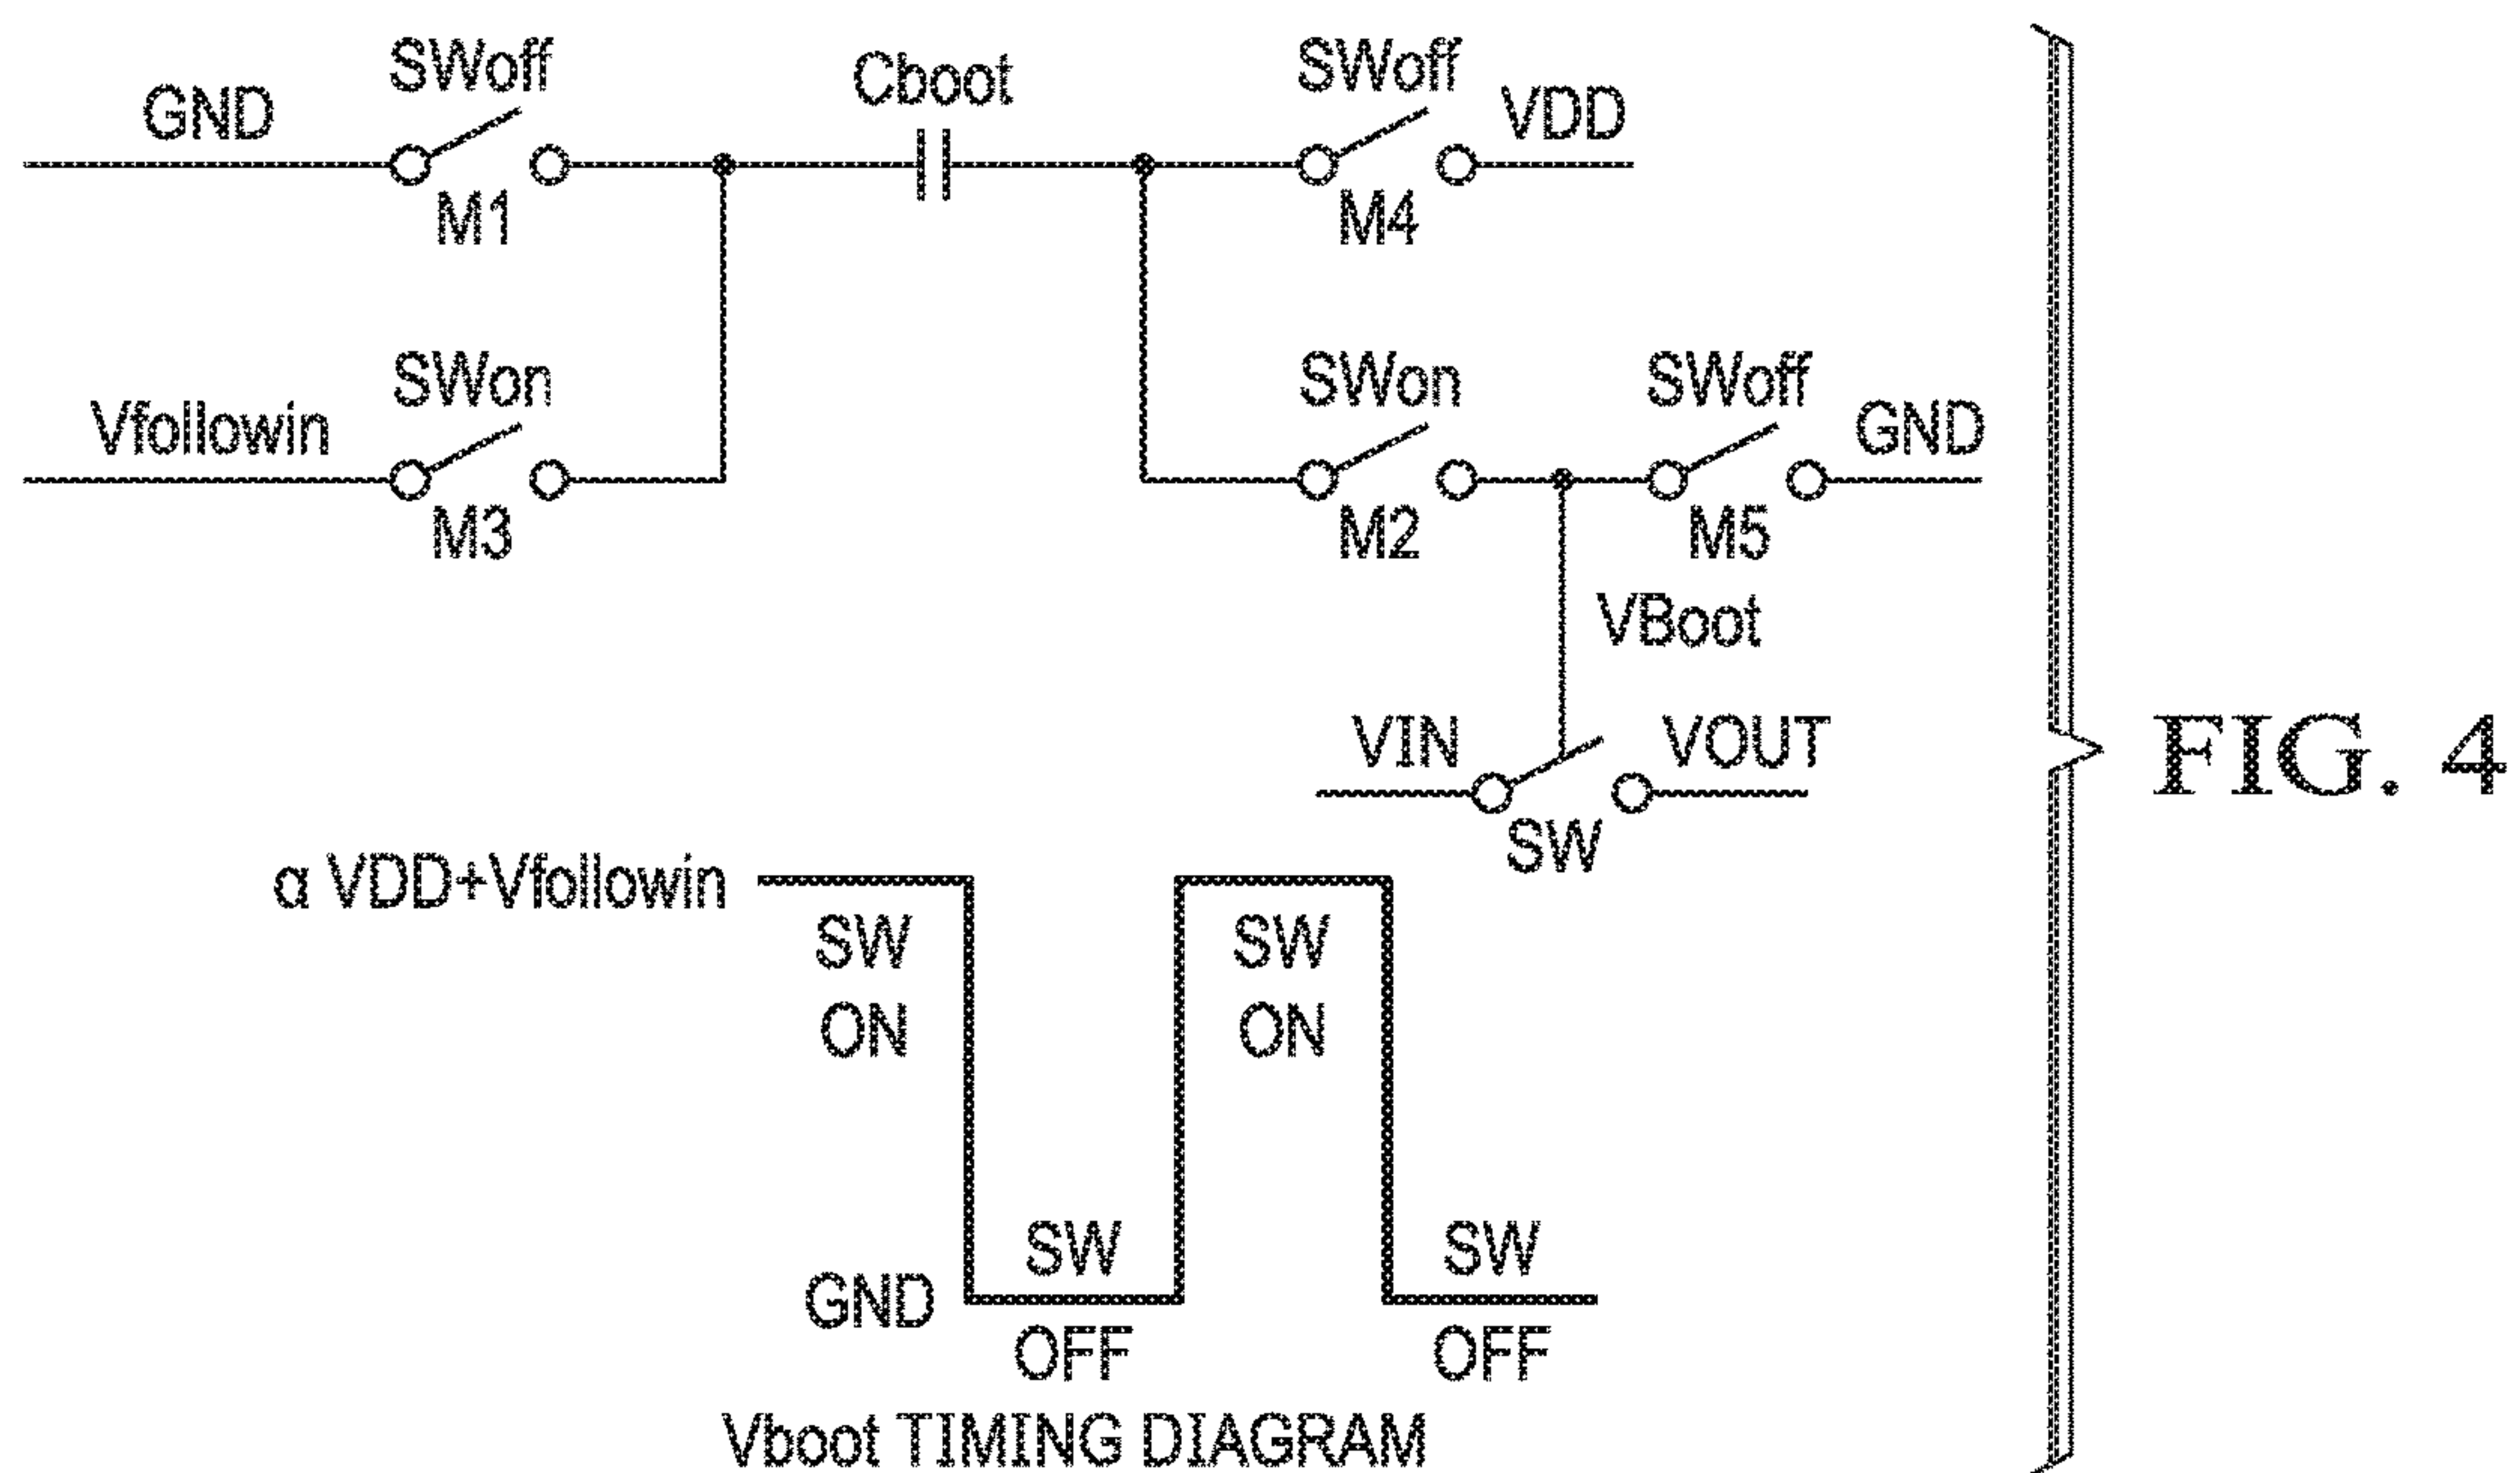 SWoff
Cboot
SWoff
GND
VDD
M1
M4
SWon
SWon
SWoff
Vfollowin
GND
M3
M2
M5
VBoot
VIN
VOUT
FIG. 4
SW
α VDD+Vfollowin
SW
ON
SW
ON
SW
OFF
SW
OFF
GND
Vboot TIMING DIAGRAM